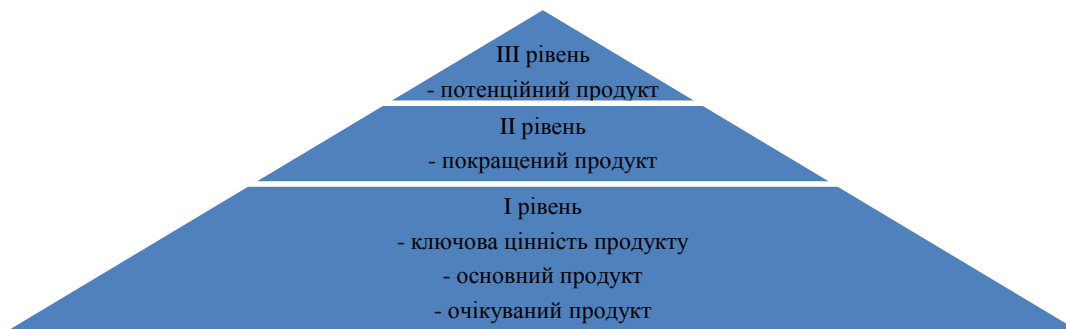 III рівень
- потенційний продукт
II рівень
- покращений продукт
I рівень
- ключова цінність продукту
- основний продукт
- очікуваний продукт